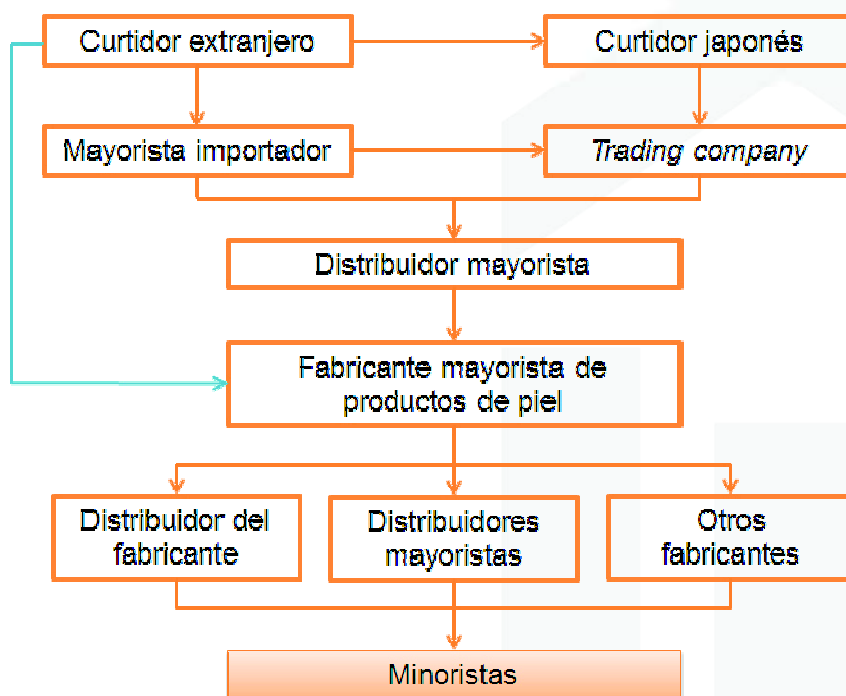 Curtidor extranjero
Curtidor japonés
Mayorista importador
Trading company
Distribuidor mayorista
Fabricante mayorista de
productos de piel
Distribuidor del
fabricante
Distribuidores
mayoristas
Otros
fabricantes
Minoristas